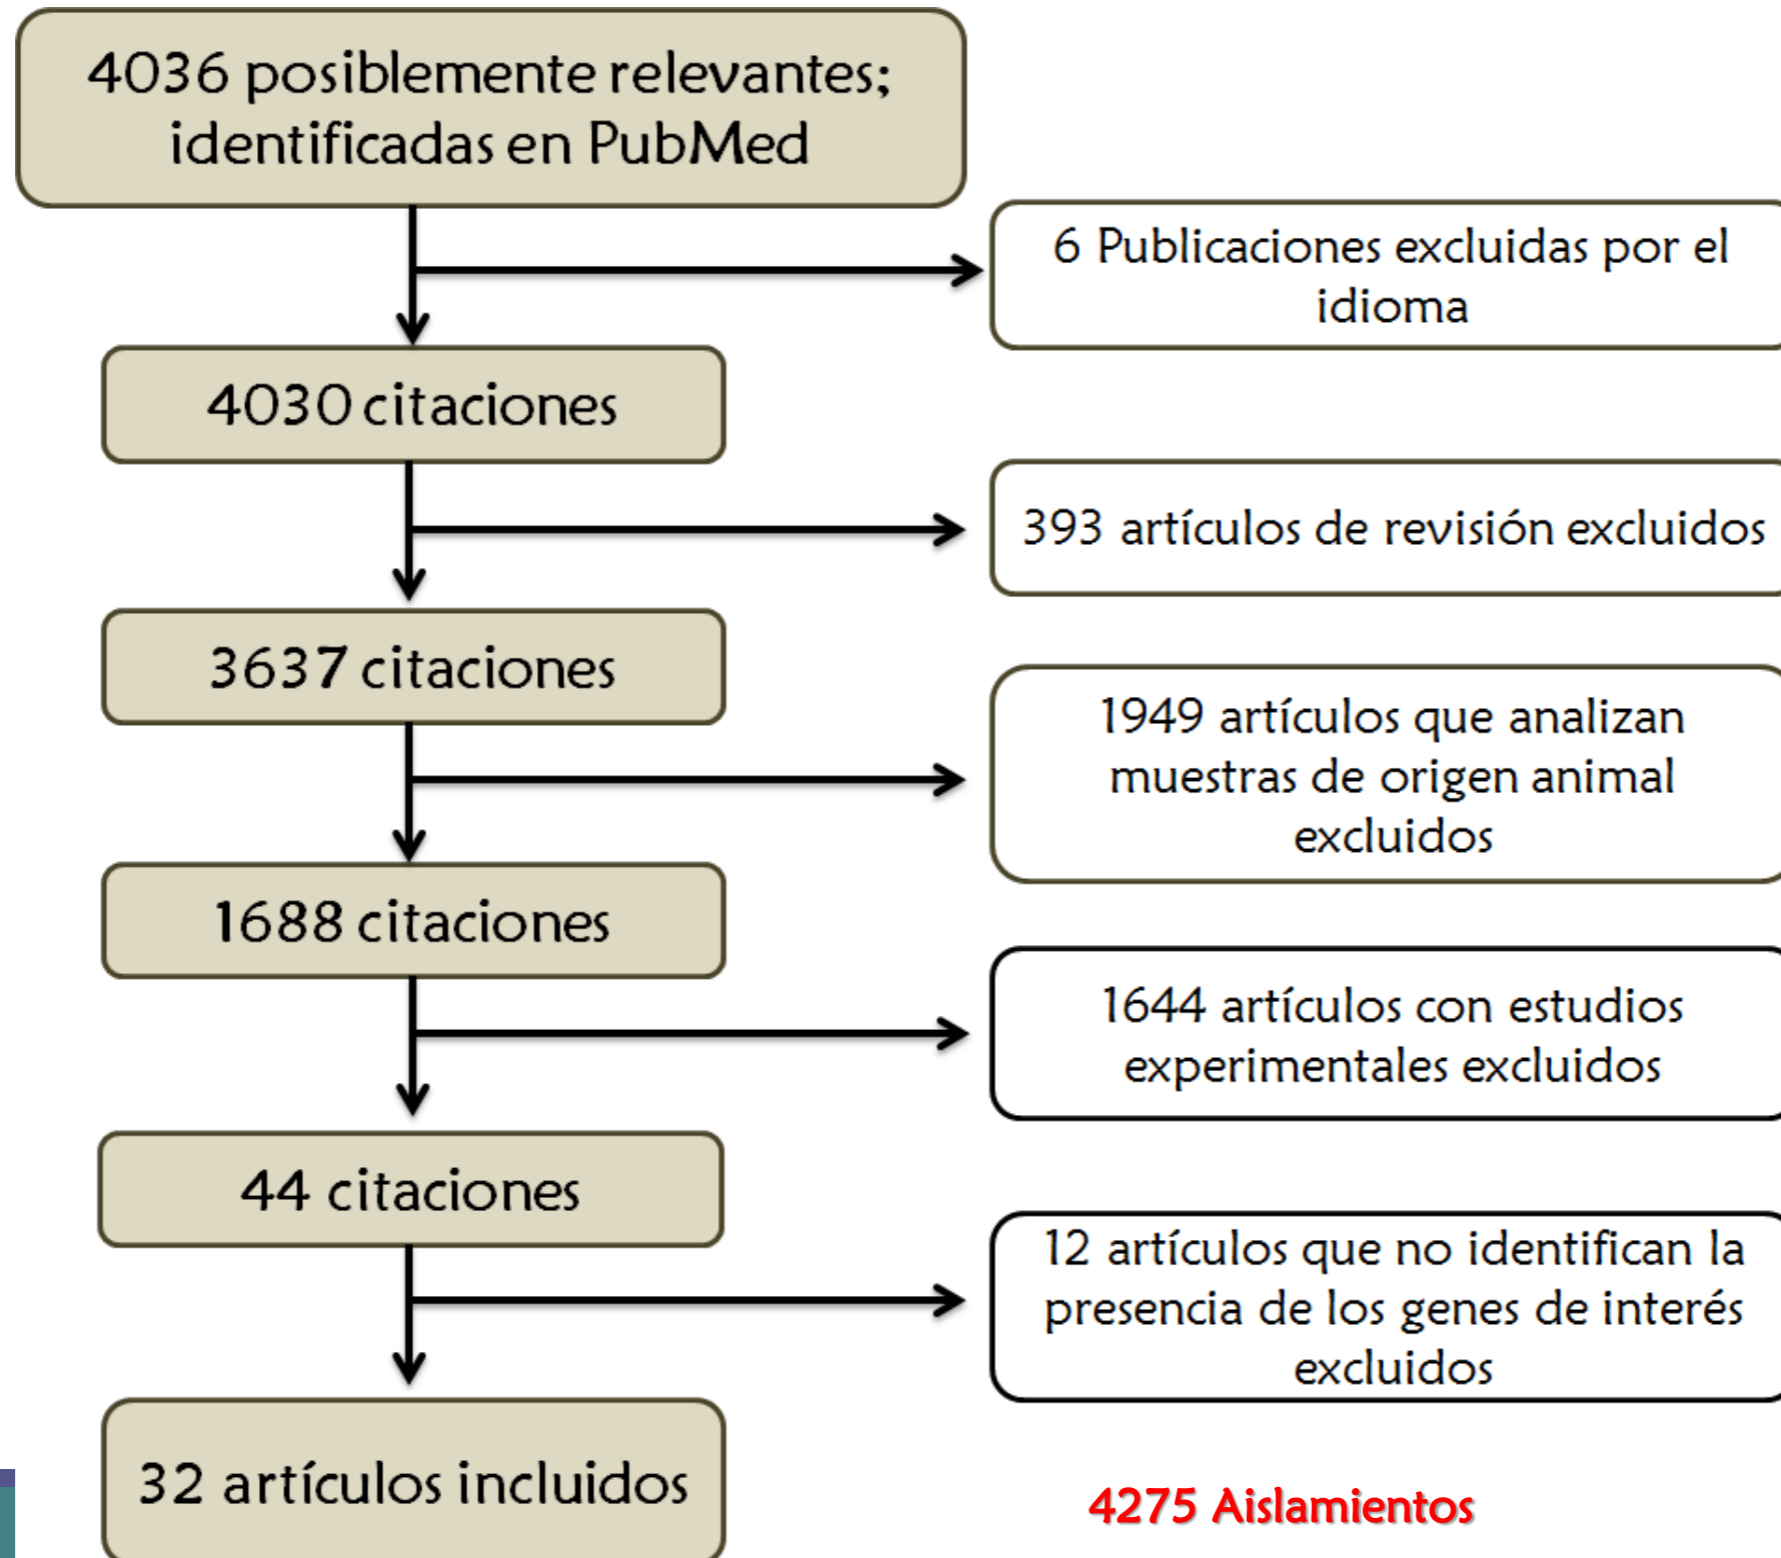 4036 posiblemente relevantes;
identificadas en PubMed
6 Publicaciones excluidas por el
idioma
4030 citaciones
393 artículos de revisión excluidos
3637 citaciones
1949 artículos que analizan
muestras de origen animal
excluidos
1688 citaciones
1644 artículos con estudios
experimentales excluidos
44 citaciones
12 artículos que no identifican la
presencia de los genes de interés
excluidos
32 artículos incluidos
4275 Aislamientos